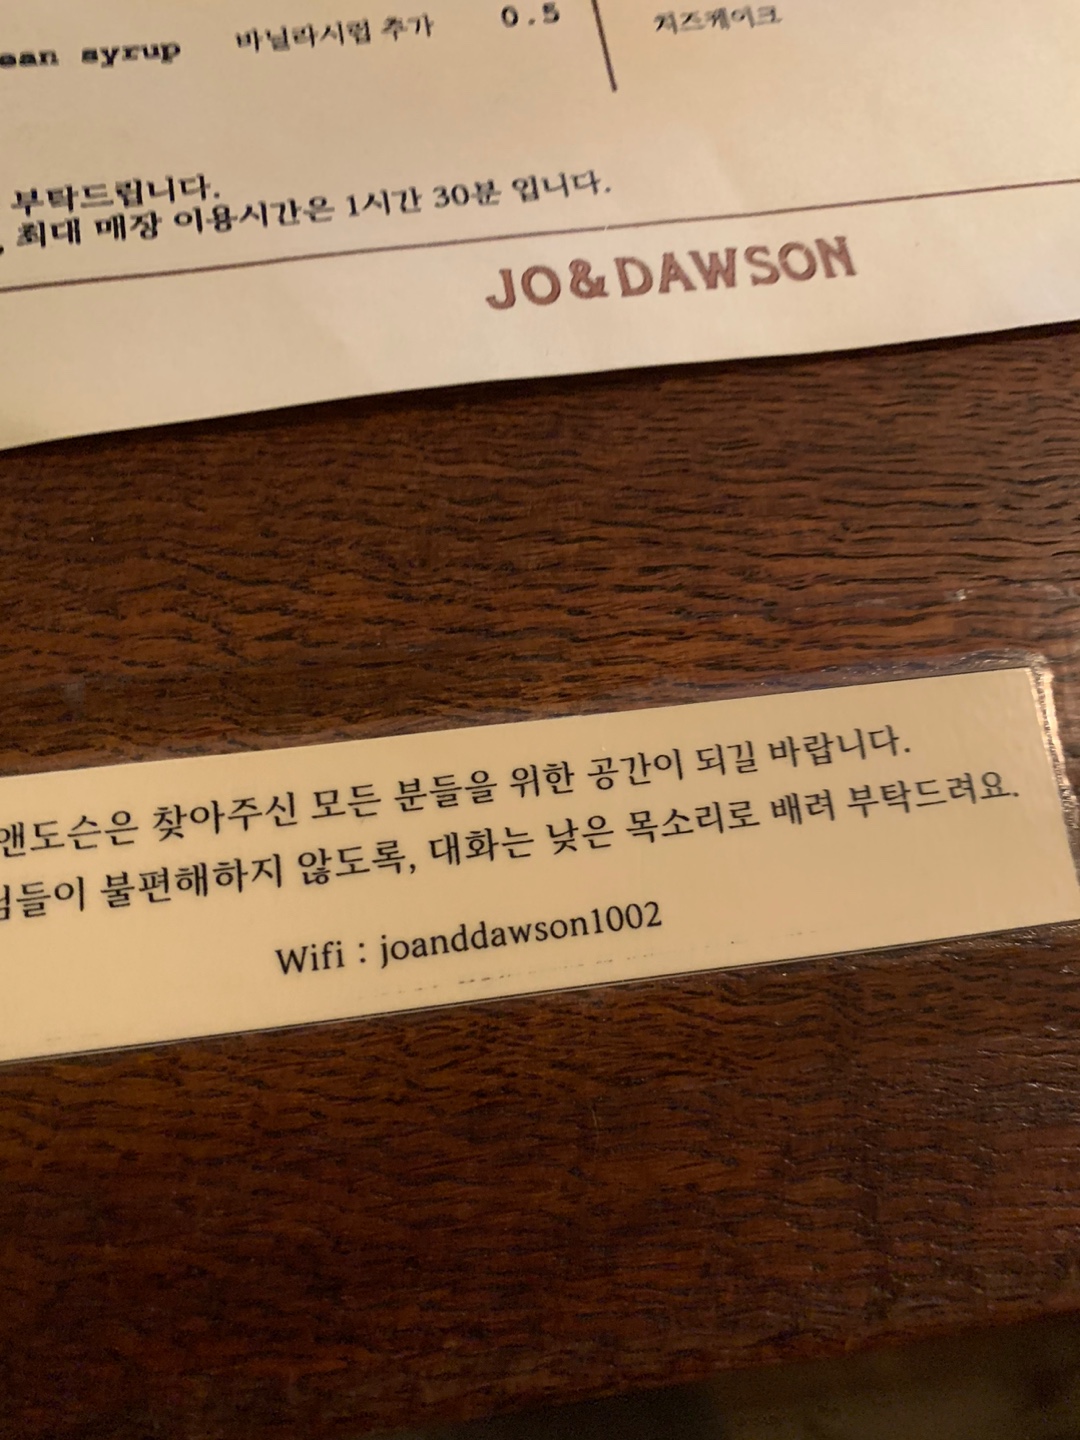 ean syrup 바닐라시럽 추가 0.5 치즈케이크
부탁드립니다.
, 최대 매장 이용시간은 1시간 30분 입니다.
JO&DAWSON
앤도슨은 찾아주신 모든 분들을 위한 공간이 되길 바랍니다.
님들이 불편해하지 않도록, 대화는 낮은 목소리로 배려 부탁드려요.
Wifi : joanddawson1002